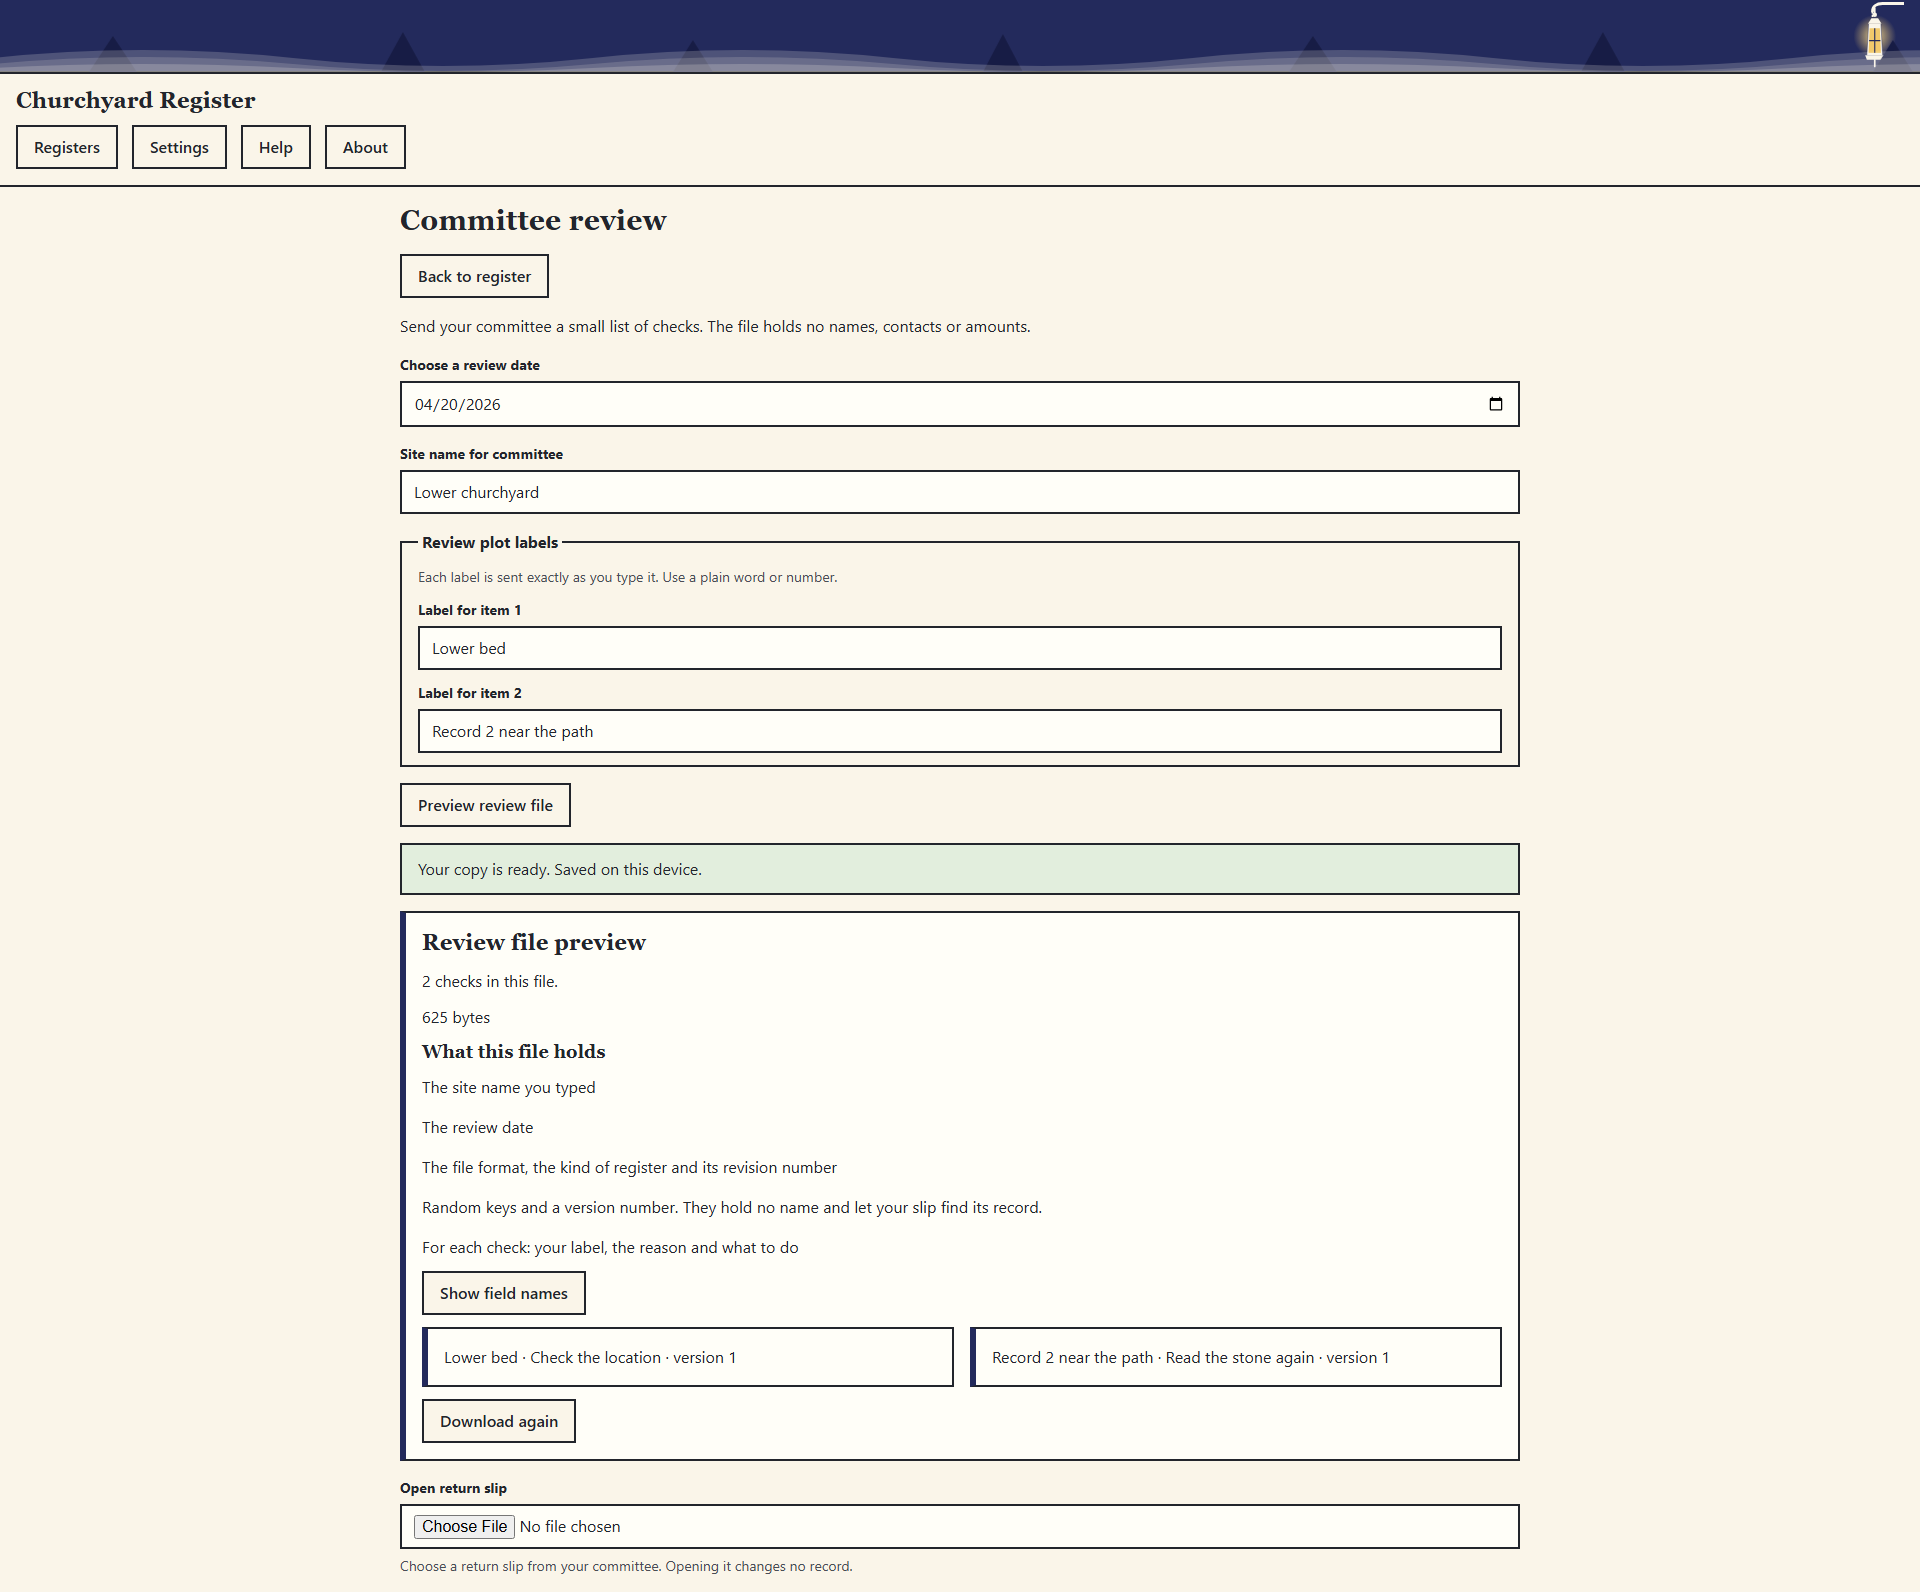 Churchyard Register
Registers
Settings
Help
About
Committee review
Back to register
Send your committee a small list of checks. The file holds no names, contacts or amounts.
Choose a review date
04/20/2026
Site name for committee
Lower churchyard
Review plot labels
Each label is sent exactly as you type it. Use a plain word or number.
Label for item 1
Lower bed
Label for item 2
Record 2 near the path
Preview review file
Your copy is ready. Saved on this device.
Review file preview
2 checks in this file.
625 bytes
What this file holds
The site name you typed
The review date
The file format, the kind of register and its revision number
Random keys and a version number. They hold no name and let your slip find its record.
For each check: your label, the reason and what to do
Show field names
Lower bed · Check the location · version 1
Record 2 near the path · Read the stone again · version 1
Download again
Open return slip
Choose File No file chosen
Choose a return slip from your committee. Opening it changes no record.